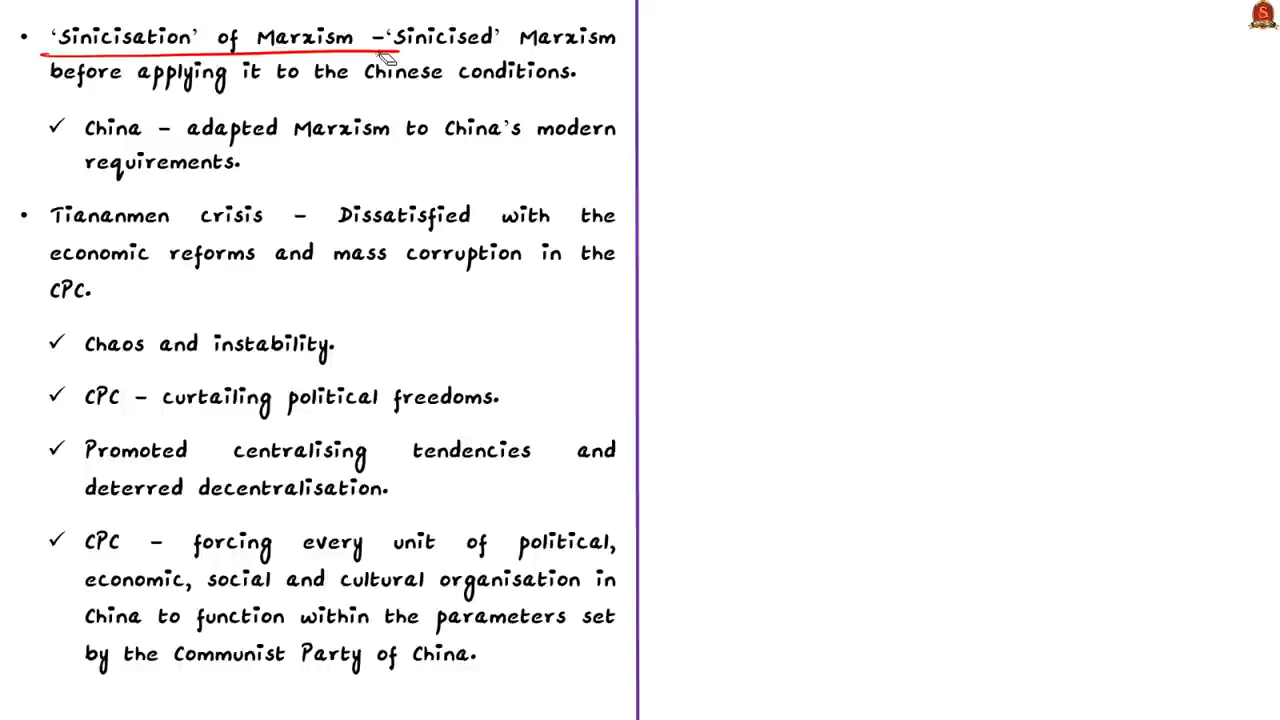 • ‘Sinicisation’ of Marxism –‘Sinicised’ Marxism
before applying it to the Chinese conditions.
✓ China – adapted Marxism to China’s modern
requirements.
• Tiananmen crisis – Dissatisfied with the
economic reforms and mass corruption in the
CPC.
✓ Chaos and instability.
✓ CPC – curtailing political freedoms.
✓ Promoted centralising tendencies and
deterred decentralisation.
✓ CPC – forcing every unit of political,
economic, social and cultural organisation in
China to function within the parameters set
by the Communist Party of China.